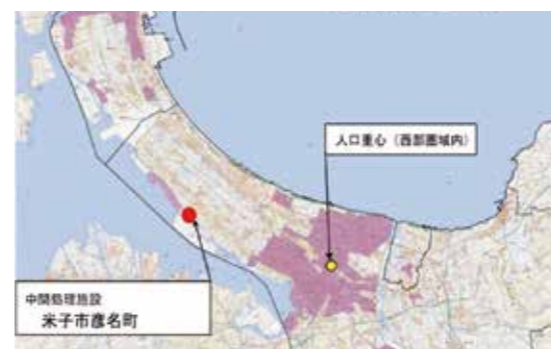 人口重心（西部圏域内）
中間処理施設
米子市彦名町